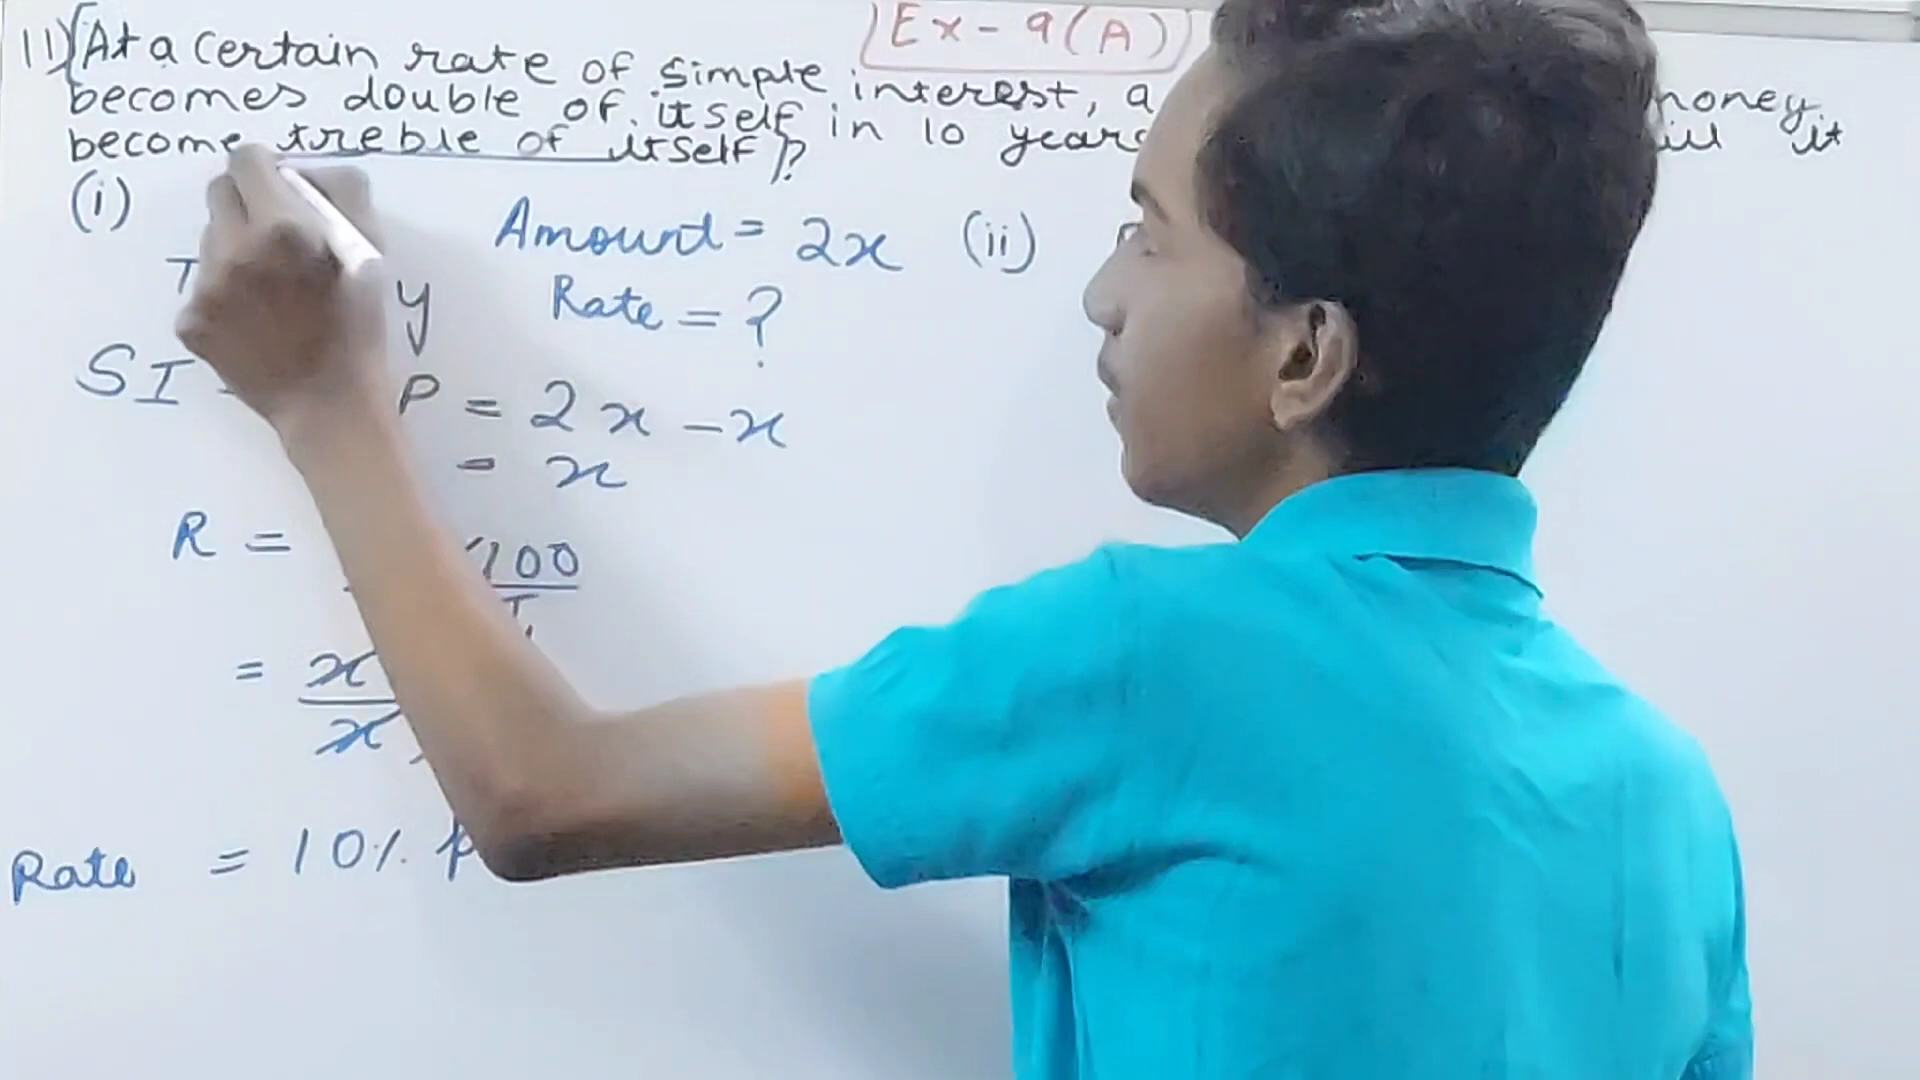 Ex - 9(A)
11) At a certain rate of simple interest, a money
becomes double of itself in 10 years
become treble of itself ? it
(i) Amount = 2x (ii)
T y Rate = ?
SI P = 2x - x
= x
R = 100
T
= x
x
Rate = 10%